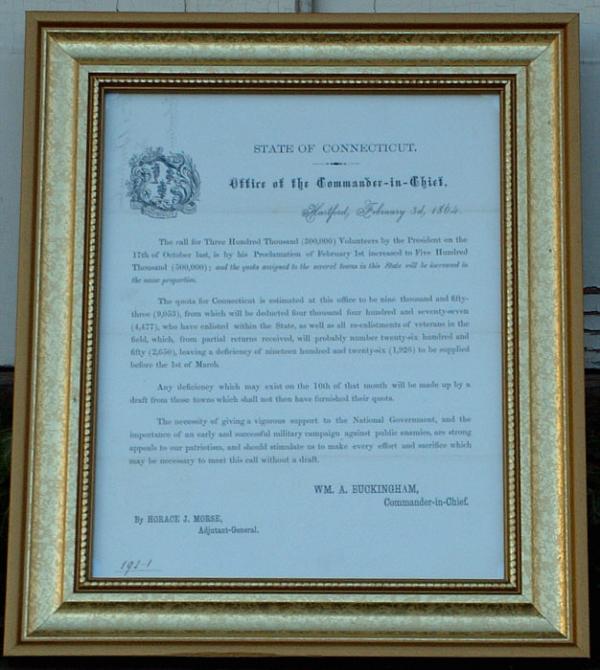 STATE OF CONNECTICUT.
Office of the Commander-in-Chief.
Hartford, February 3d, 1864.
The call for Three Hundred Thousand (300,000) Volunteers by the President on the
17th of October last, is by his Proclamation of February 1st increased to Five Hundred
Thousand (500,000); and the quota assigned to the several towns in this State will be increased in
the same proportion.
The quota for Connecticut is estimated at this office to be nine thousand and fifty-
three (9,053), from which will be deducted four thousand four hundred and seventy-seven
(4,477), who have enlisted within the State, as well as all re-enlistments of veterans in the
field, which, from partial returns received, will probably number twenty-six hundred and
fifty (2,650), leaving a deficiency of nineteen hundred and twenty-six (1,926) to be supplied
before the 1st of March.
Any deficiency which may exist on the 10th of that month will be made up by a
draft from those towns which shall not then have furnished their quota.
The necessity of giving a vigorous support to the National Government, and the
importance of an early and successful military campaign against public enemies, are strong
appeals to our patriotism, and should stimulate us to make every effort and sacrifice which
may be necessary to meet this call without a draft.
WM. A. BUCKINGHAM,
Commander-in-Chief.
By HORACE J. MORSE,
Adjutant-General.
192-1